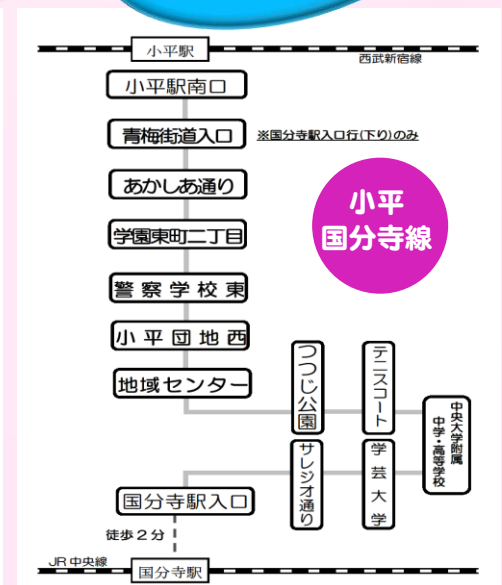 小平駅
西武新宿線
小平駅南口
青梅街道入口
※国分寺駅入口行(下り)のみ
あかしあ通り
小平
国分寺線
学園東町二丁目
警察学校東
小平団地西
地域センター
つつじ公園
テニスコート
中央大学附属
中学・高等学校
学芸大学
サレジオ通り
国分寺駅入口
徒歩2分
JR中央線
国分寺駅